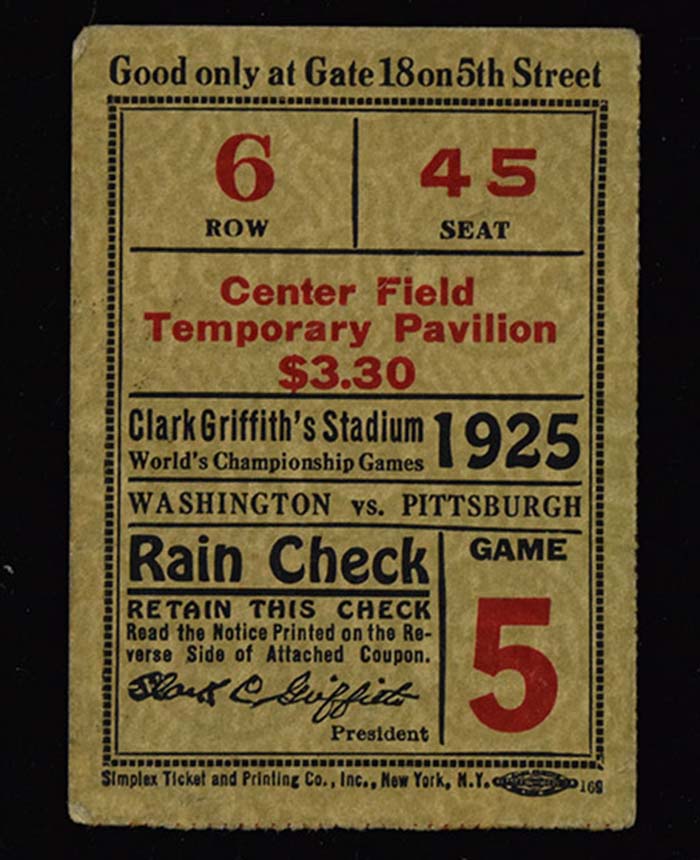 Good only at Gate 18 on 5th Street
6 45
ROW SEAT
Center Field
Temporary Pavilion
$3.30
Clark Griffith's Stadium 1925
World's Championship Games
WASHINGTON vs. PITTSBURGH
Rain Check GAME
RETAIN THIS CHECK 5
Read the Notice Printed on the Re-
verse Side of Attached Coupon.
Clark C Griffith
President
Simplex Ticket and Printing Co., Inc., New York, N.Y. 169